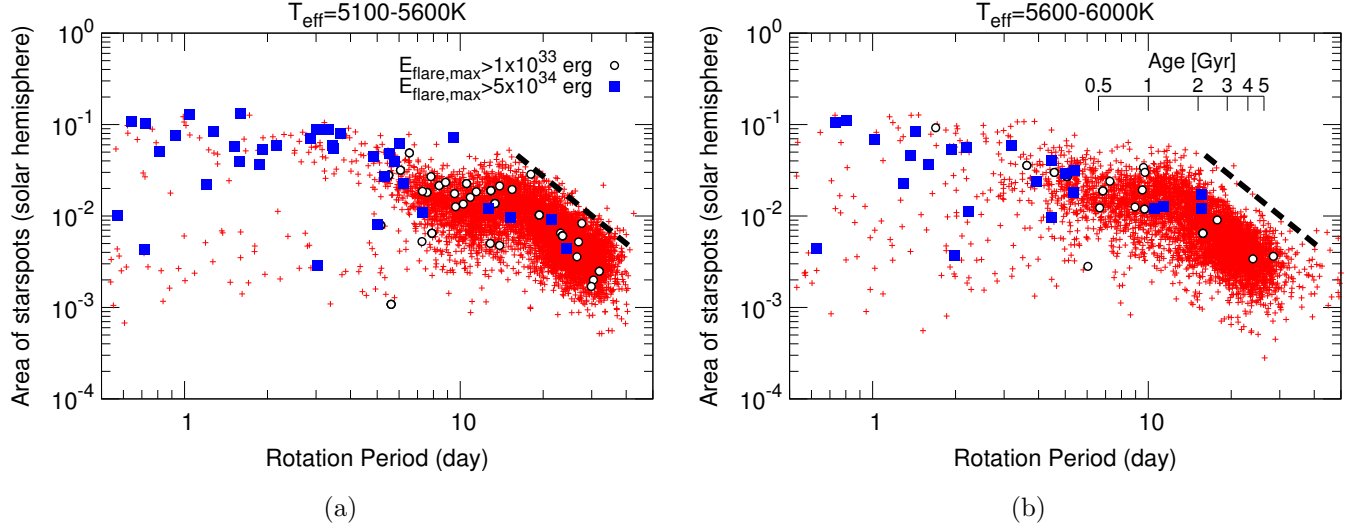 T_eff=5100-5600K
E_flare,max>1x10^33 erg
E_flare,max>5x10^34 erg
Area of starspots (solar hemisphere)
10^0
10^-1
10^-2
10^-3
10^-4
1 10
Rotation Period (day)
(a)
T_eff=5600-6000K
Age [Gyr]
0.5 1 2 3 4 5
Area of starspots (solar hemisphere)
10^0
10^-1
10^-2
10^-3
10^-4
1 10
Rotation Period (day)
(b)